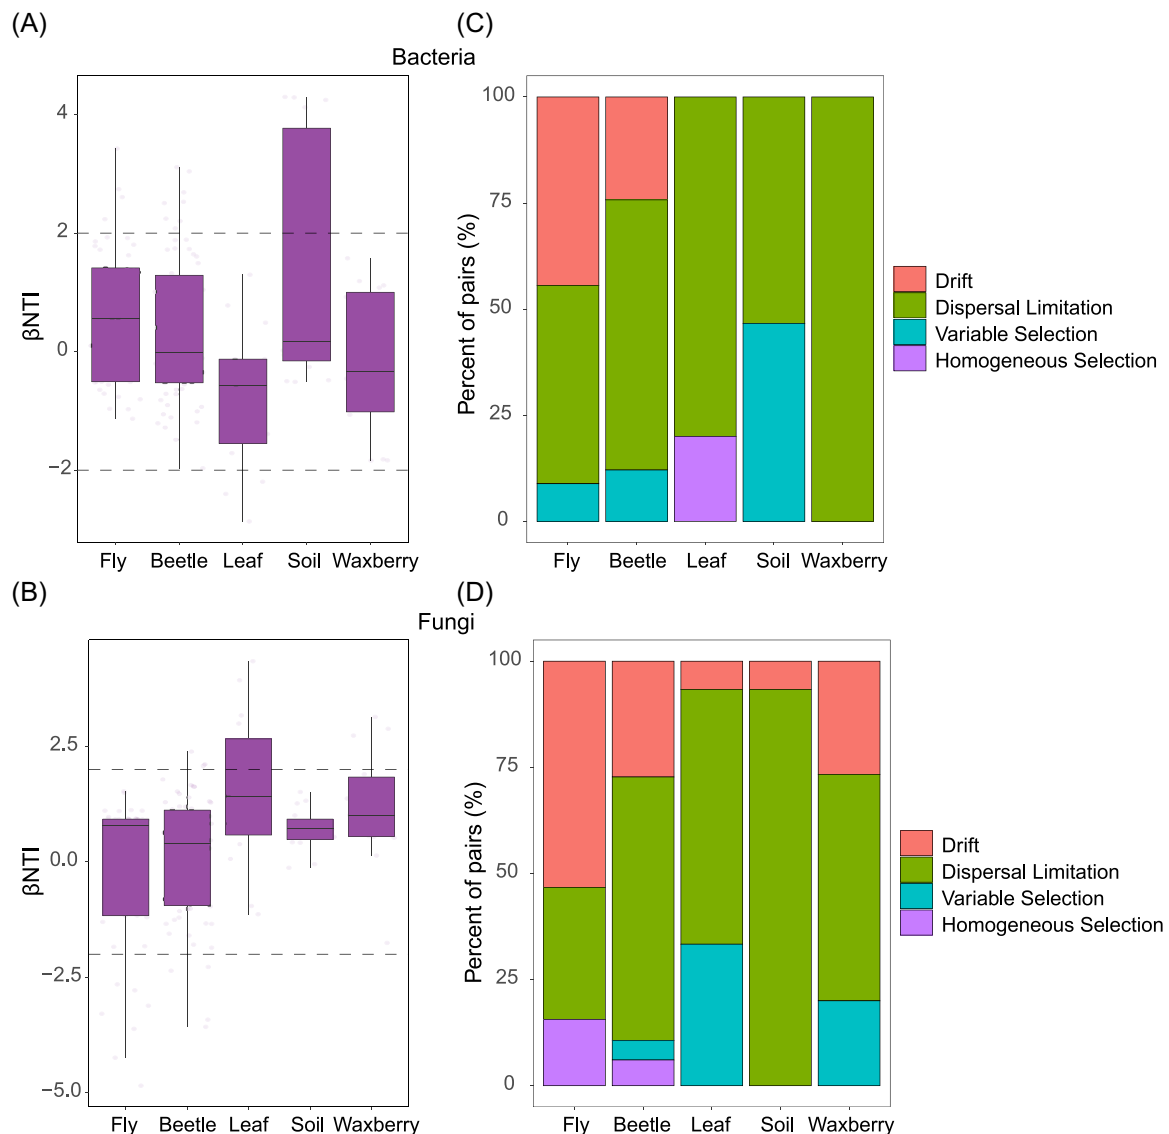 (A)
(C)
Bacteria
βNTI
4
2
0
−2
Fly Beetle Leaf Soil Waxberry
Percent of pairs (%)
100
75
50
25
0
Fly Beetle Leaf Soil Waxberry
Drift
Dispersal Limitation
Variable Selection
Homogeneous Selection
(B)
(D)
Fungi
βNTI
2.5
0.0
−2.5
−5.0
Fly Beetle Leaf Soil Waxberry
Percent of pairs (%)
100
75
50
25
0
Fly Beetle Leaf Soil Waxberry
Drift
Dispersal Limitation
Variable Selection
Homogeneous Selection